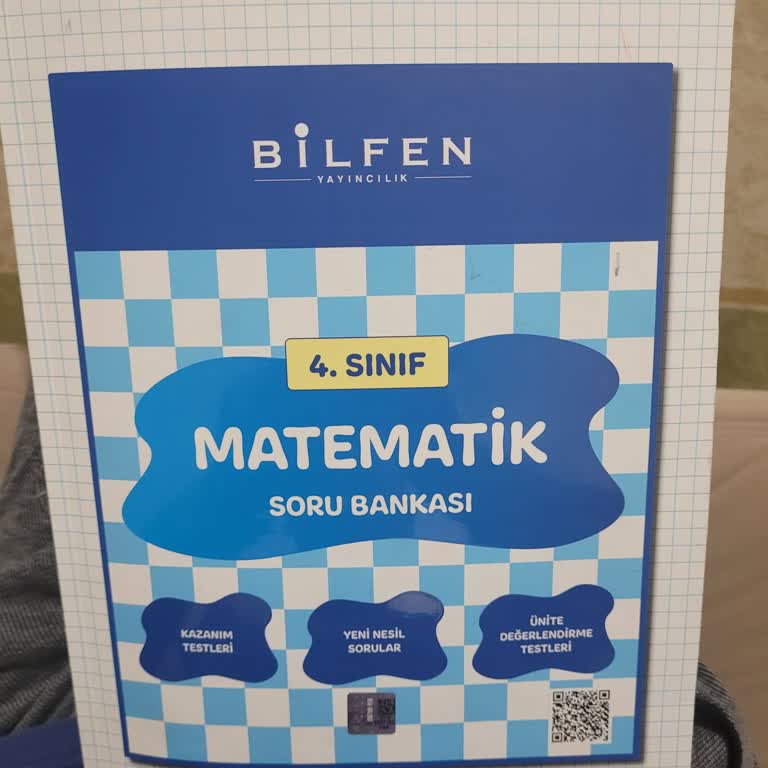 BİLFEN
YAYINCILIK
4. SINIF
MATEMATİK
SORU BANKASI
KAZANIM
TESTLERİ
YENİ NESİL
SORULAR
ÜNİTE
DEĞERLENDİRME
TESTLERİ